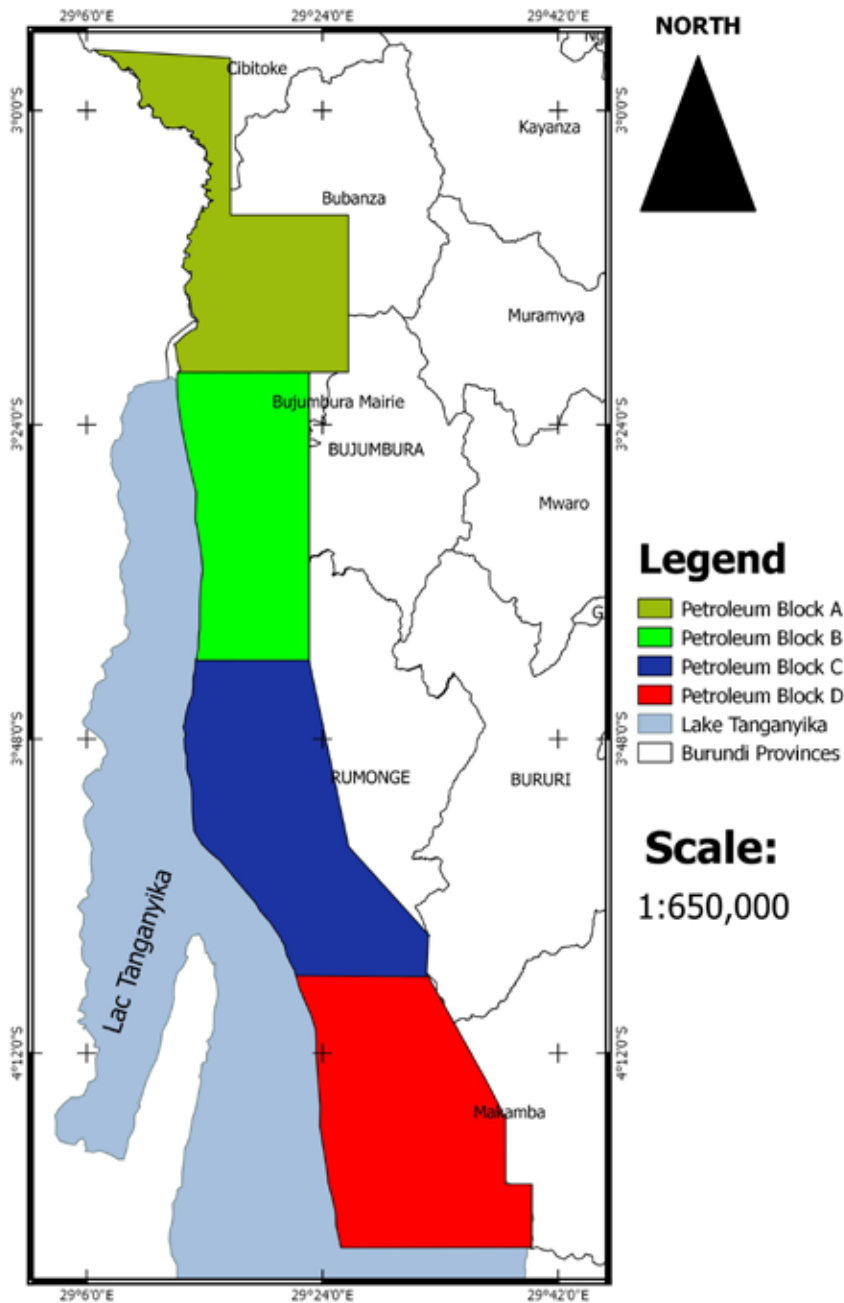 29°6'0"E
29°24'0"E
29°42'0"E
NORTH
Cibitoke
3°0'0"S
3°0'0"S
Kayanza
Bubanza
Muramvya
Bujumbura Mairie
3°24'0"S
3°24'0"S
BUJUMBURA
Mwaro
Legend
Petroleum Block A
Petroleum Block B
Petroleum Block C
Petroleum Block D
Lake Tanganyika
Burundi Provinces
G
3°48'0"S
3°48'0"S
RUMONGE
BURURI
Scale:
1:650,000
Lac Tanganyika
4°12'0"S
4°12'0"S
Makamba
29°6'0"E
29°24'0"E
29°42'0"E